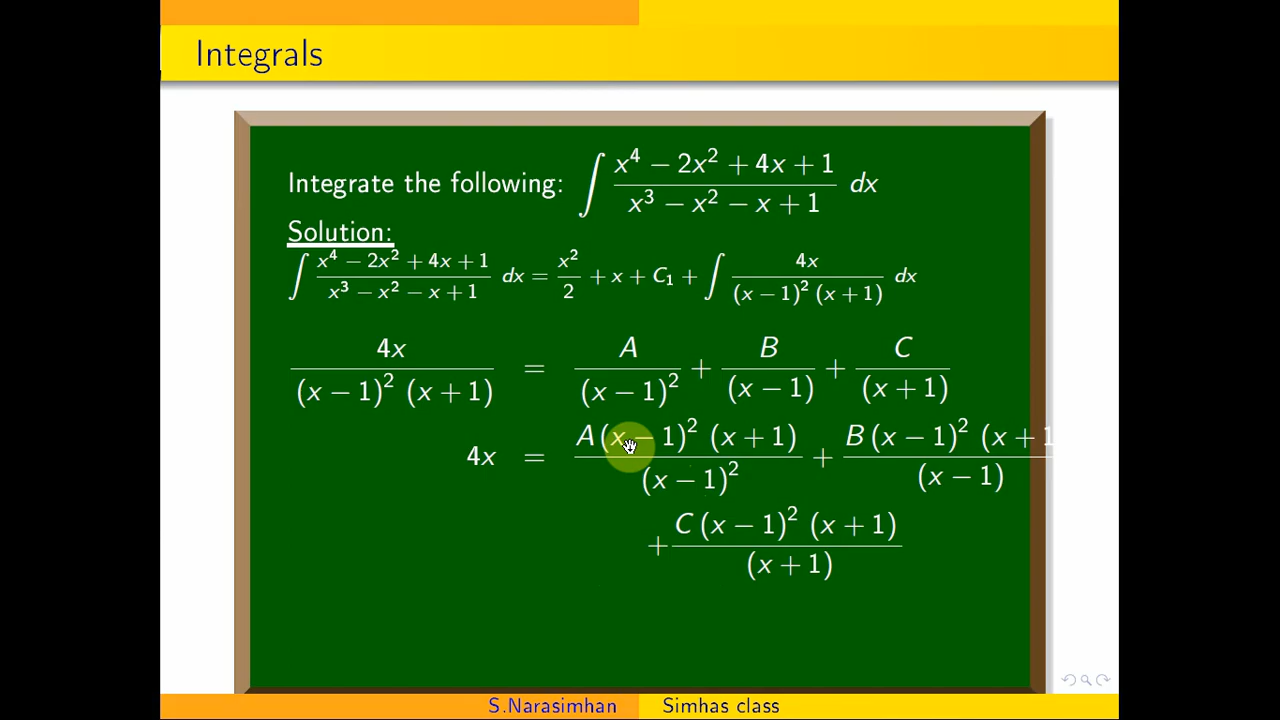 Integrals
Integrate the following: ∫ (x⁴ − 2x² + 4x + 1)/(x³ − x² − x + 1) dx
Solution:
∫ (x⁴ − 2x² + 4x + 1)/(x³ − x² − x + 1) dx = x²/2 + x + C₁ + ∫ 4x/((x − 1)² (x + 1)) dx
4x/((x − 1)² (x + 1)) = A/(x − 1)² + B/(x − 1) + C/(x + 1)
4x = A(x − 1)² (x + 1)/(x − 1)² + B(x − 1)² (x + 1/(x − 1)
+ C(x − 1)² (x + 1)/(x + 1)
S.Narasimhan Simhas class